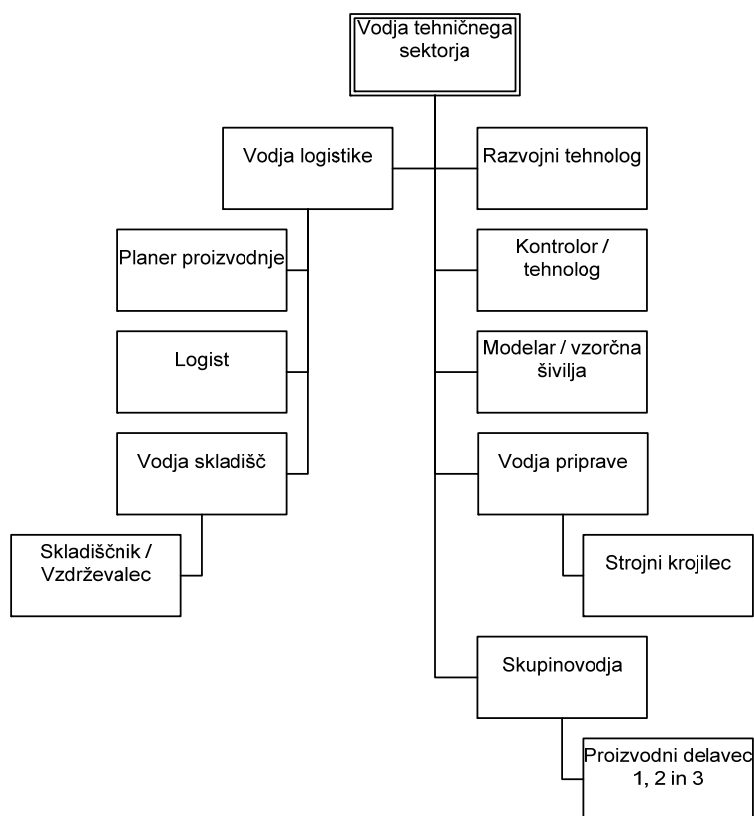 Vodja tehničnega
sektorja
Vodja logistike
Razvojni tehnolog
Planer proizvodnje
Kontrolor /
tehnolog
Logist
Modelar / vzorčna
šivilja
Vodja skladišč
Vodja priprave
Skladiščnik /
Vzdrževalec
Strojni krojilec
Skupinovodja
Proizvodni delavec
1, 2 in 3